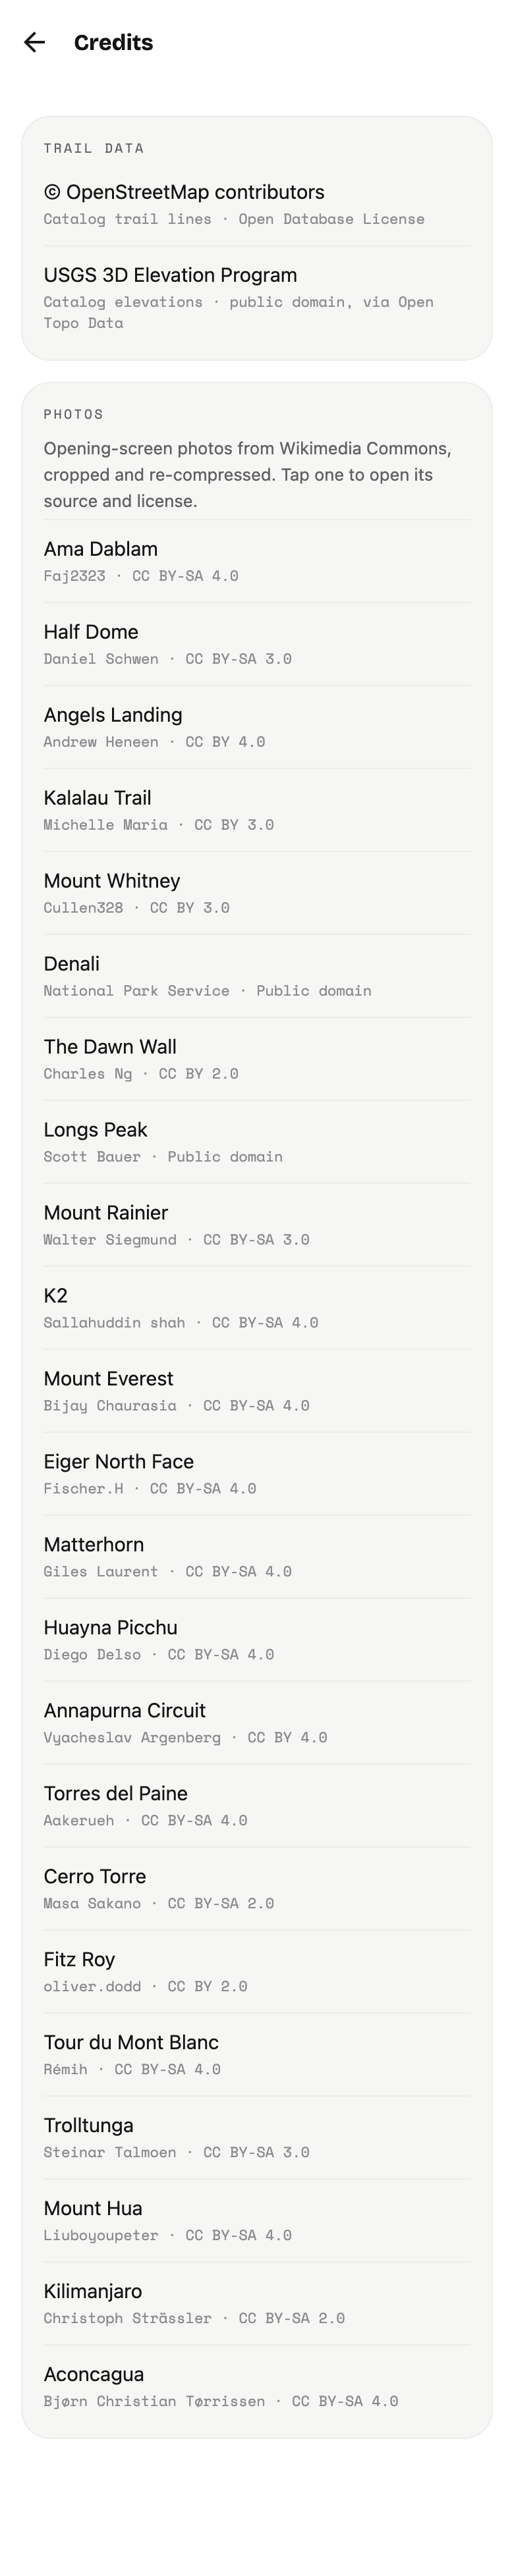 Credits
TRAIL DATA
© OpenStreetMap contributors
Catalog trail lines · Open Database License
USGS 3D Elevation Program
Catalog elevations · public domain, via Open
Topo Data
PHOTOS
Opening-screen photos from Wikimedia Commons,
cropped and re-compressed. Tap one to open its
source and license.
Ama Dablam
Faj2323 · CC BY-SA 4.0
Half Dome
Daniel Schwen · CC BY-SA 3.0
Angels Landing
Andrew Heneen · CC BY 4.0
Kalalau Trail
Michelle Maria · CC BY 3.0
Mount Whitney
Cullen328 · CC BY 3.0
Denali
National Park Service · Public domain
The Dawn Wall
Charles Ng · CC BY 2.0
Longs Peak
Scott Bauer · Public domain
Mount Rainier
Walter Siegmund · CC BY-SA 3.0
K2
Sallahuddin shah · CC BY-SA 4.0
Mount Everest
Bijay Chaurasia · CC BY-SA 4.0
Eiger North Face
Fischer.H · CC BY-SA 4.0
Matterhorn
Giles Laurent · CC BY-SA 4.0
Huayna Picchu
Diego Delso · CC BY-SA 4.0
Annapurna Circuit
Vyacheslav Argenberg · CC BY 4.0
Torres del Paine
Aakerueh · CC BY-SA 4.0
Cerro Torre
Masa Sakano · CC BY-SA 2.0
Fitz Roy
oliver.dodd · CC BY 2.0
Tour du Mont Blanc
Rémih · CC BY-SA 4.0
Trolltunga
Steinar Talmoen · CC BY-SA 3.0
Mount Hua
Liuboyoupeter · CC BY-SA 4.0
Kilimanjaro
Christoph Strässler · CC BY-SA 2.0
Aconcagua
Bjørn Christian Tørrissen · CC BY-SA 4.0